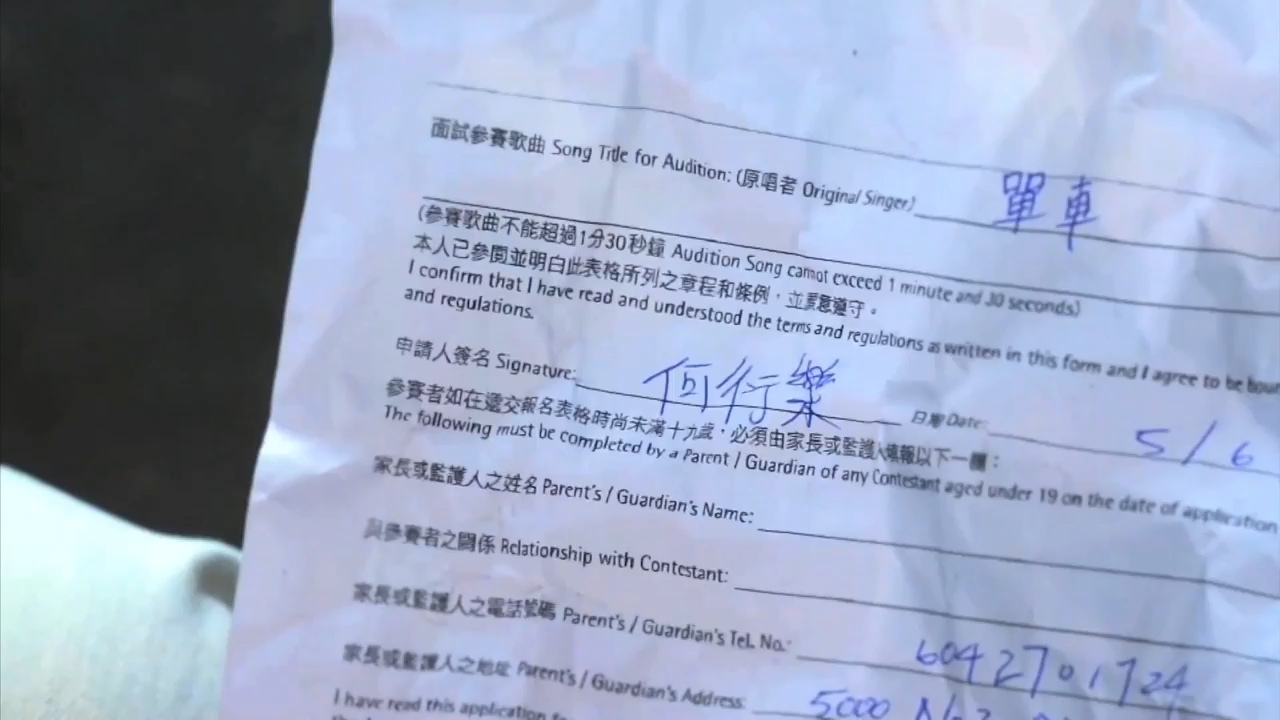 面試參賽歌曲 Song Title for Audition: (原唱者 Original Singer) 單車
(參賽歌曲不能超過1分30秒鐘 Audition Song cannot exceed 1 minute and 30 seconds)
本人已參閱並明白此表格所列之章程和條例，並願意遵守。
I confirm that I have read and understood the terms and regulations as written in this form and I agree to be bou
and regulations.
申請人簽名 Signature: 何行樂 日期 Date: 5/6
參賽者如在遞交報名表格時尚未滿十九歲，必須由家長或監護人填報以下一欄：
The following must be completed by a Parent / Guardian of any Contestant aged under 19 on the date of application
家長或監護人之姓名 Parent's / Guardian's Name:
與參賽者之關係 Relationship with Contestant:
家長或監護人之電話號碼 Parent's / Guardian's Tel. No.: 604 270 1724
家長或監護人之地址 Parent's / Guardian's Address: 5000 No.3
I have read this application